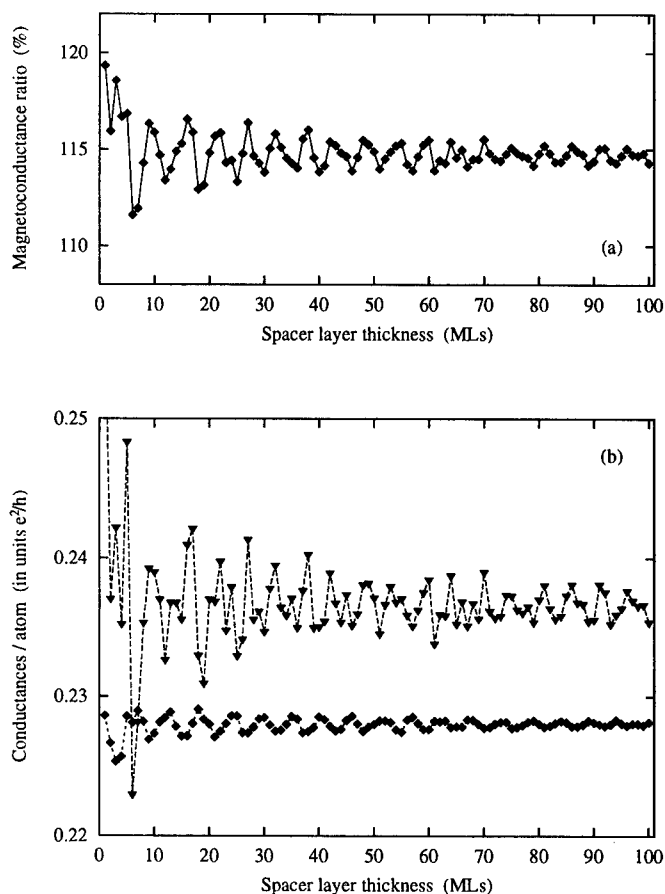 Magnetoconductance ratio (%)
120
115
110
(a)
0 10 20 30 40 50 60 70 80 90 100
Spacer layer thickness (MLs)
Conductances / atom (in units e²/h)
0.25
0.24
0.23
0.22
(b)
0 10 20 30 40 50 60 70 80 90 100
Spacer layer thickness (MLs)